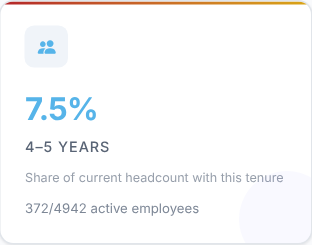 7.5%
4–5 YEARS
Share of current headcount with this tenure
372/4942 active employees